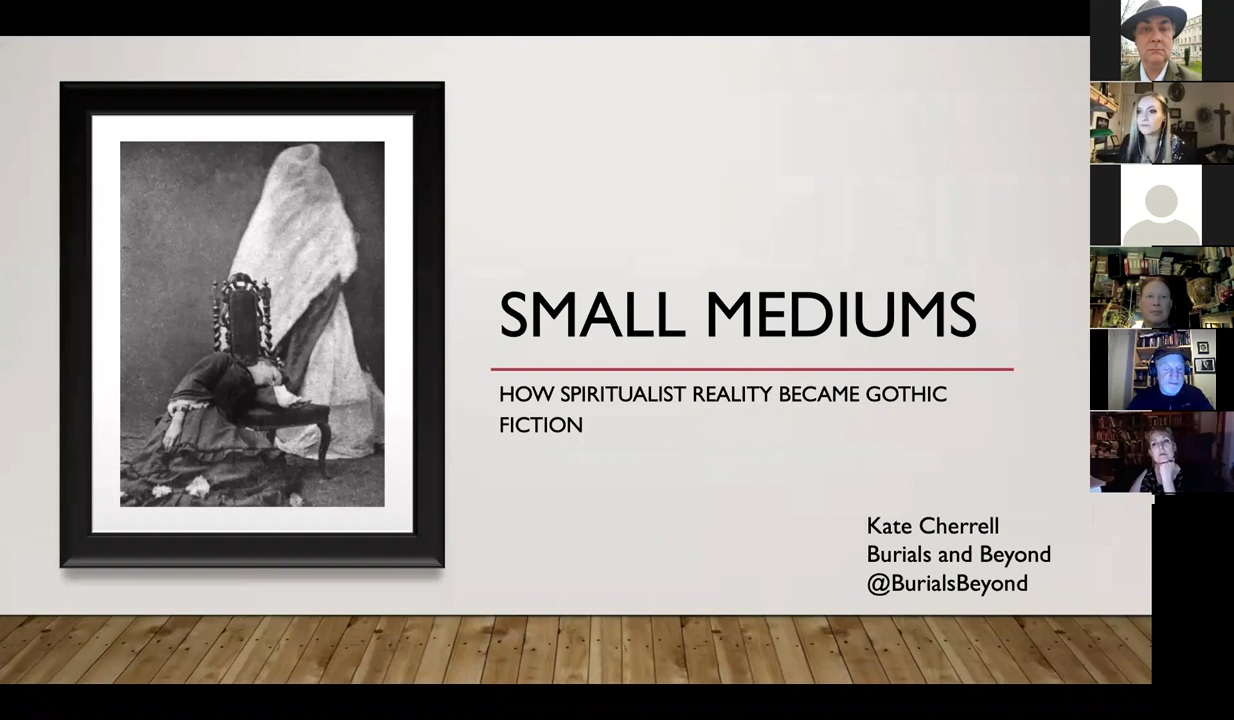 SMALL MEDIUMS
HOW SPIRITUALIST REALITY BECAME GOTHIC
FICTION
Kate Cherrell
Burials and Beyond
@BurialsBeyond